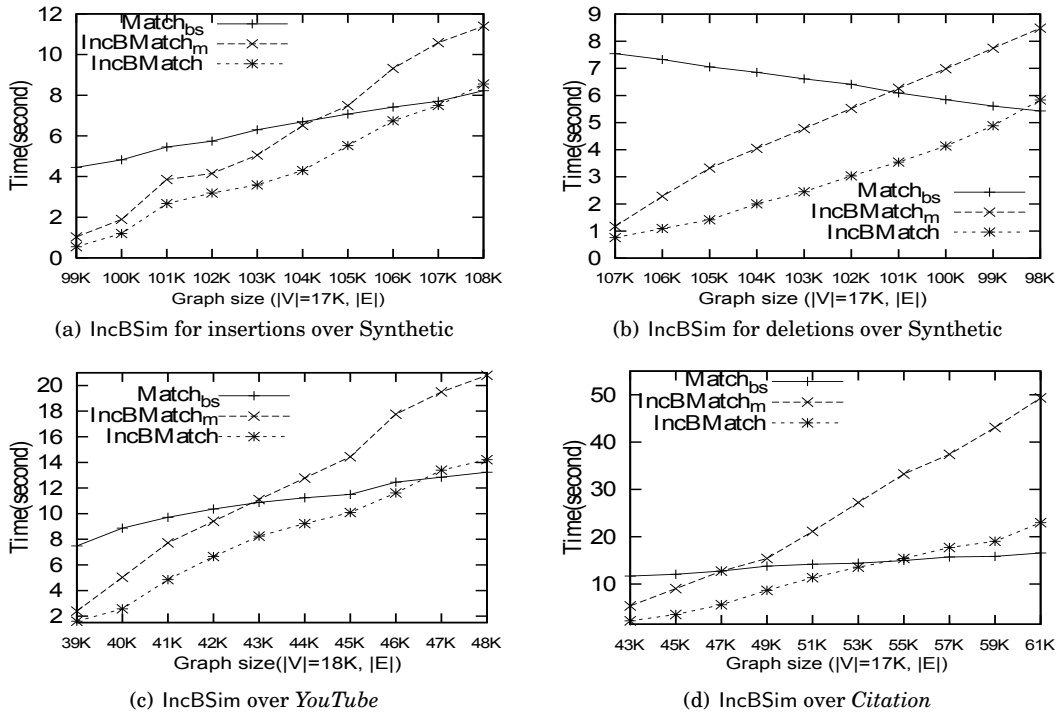 12
10
8
6
4
2
0
Time(second)
Match_bs
IncBMatch_m
IncBMatch
99K 100K 101K 102K 103K 104K 105K 106K 107K 108K
Graph size (|V|=17K, |E|)
(a) IncBSim for insertions over Synthetic
9
8
7
6
5
4
3
2
1
0
Time(second)
Match_bs
IncBMatch_m
IncBMatch
107K 106K 105K 104K 103K 102K 101K 100K 99K 98K
Graph size (|V|=17K, |E|)
(b) IncBSim for deletions over Synthetic
20
18
16
14
12
10
8
6
4
2
Time(second)
Match_bs
IncBMatch_m
IncBMatch
39K 40K 41K 42K 43K 44K 45K 46K 47K 48K
Graph size(|V|=18K, |E|)
(c) IncBSim over YouTube
50
40
30
20
10
Time(second)
Match_bs
IncBMatch_m
IncBMatch
43K 45K 47K 49K 51K 53K 55K 57K 59K 61K
Graph size (|V|=17K, |E|)
(d) IncBSim over Citation